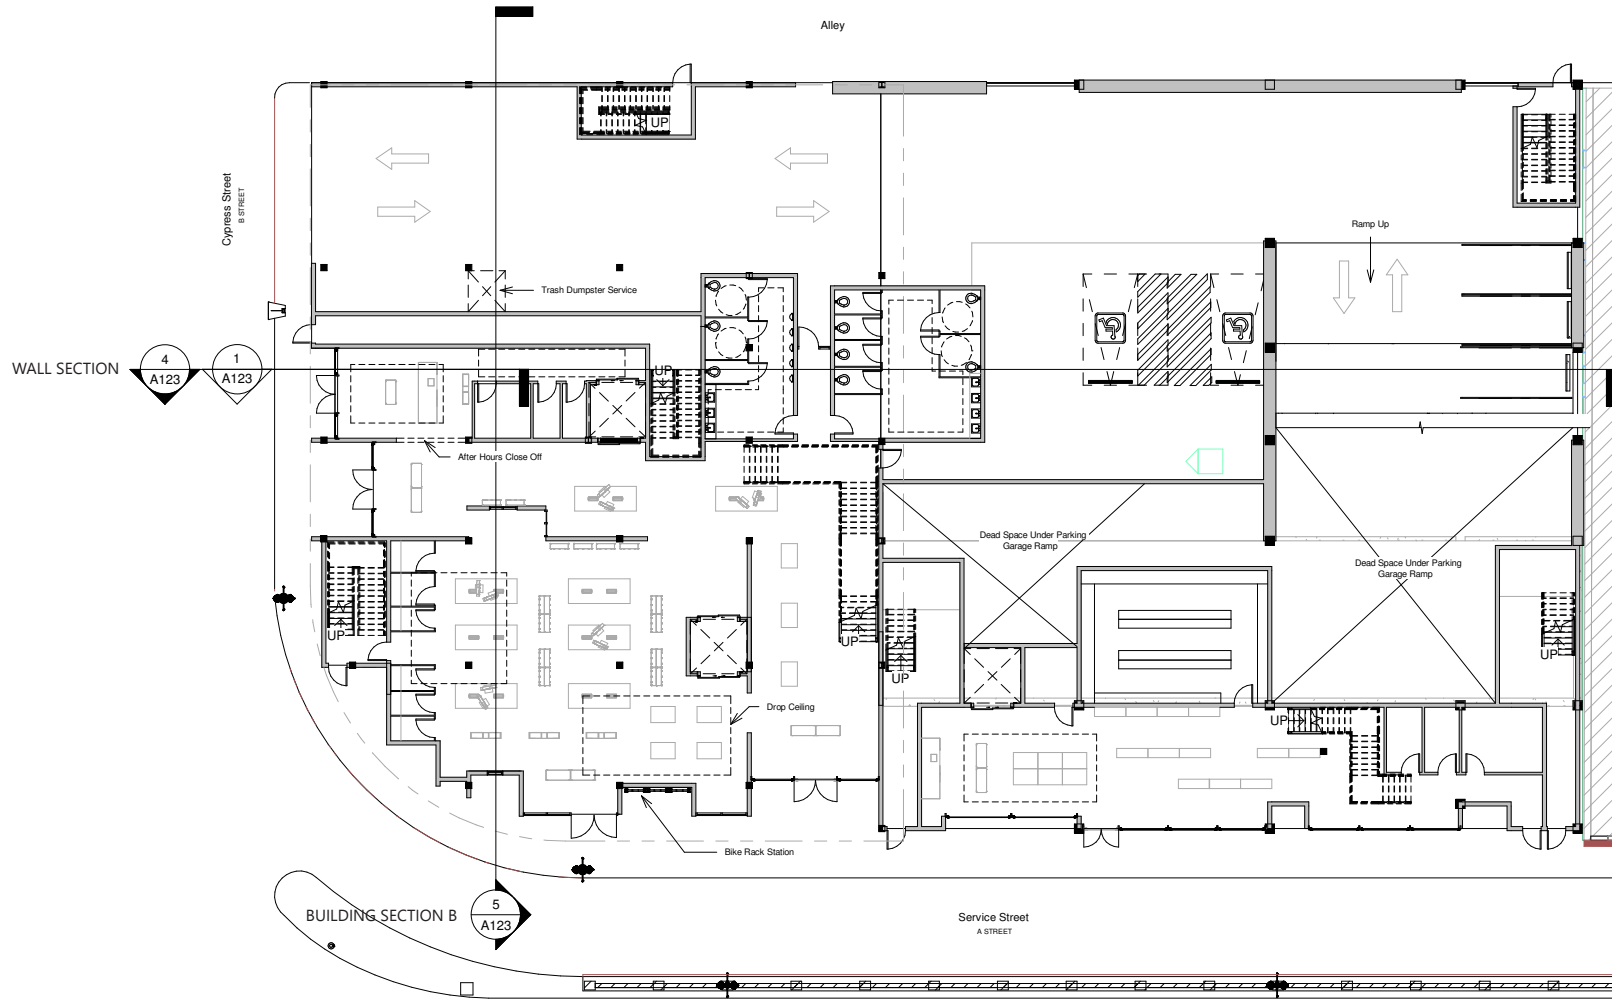 Alley
UP
Cypress Street
B STREET
Ramp Up
Trash Dumpster Service
WALL SECTION
4
A123
1
A123
UP
After Hours Close Off
Dead Space Under Parking
Garage Ramp
Dead Space Under Parking
Garage Ramp
UP
UP
UP
UP
Drop Ceiling
UP
Bike Rack Station
BUILDING SECTION B
5
A123
Service Street
A STREET